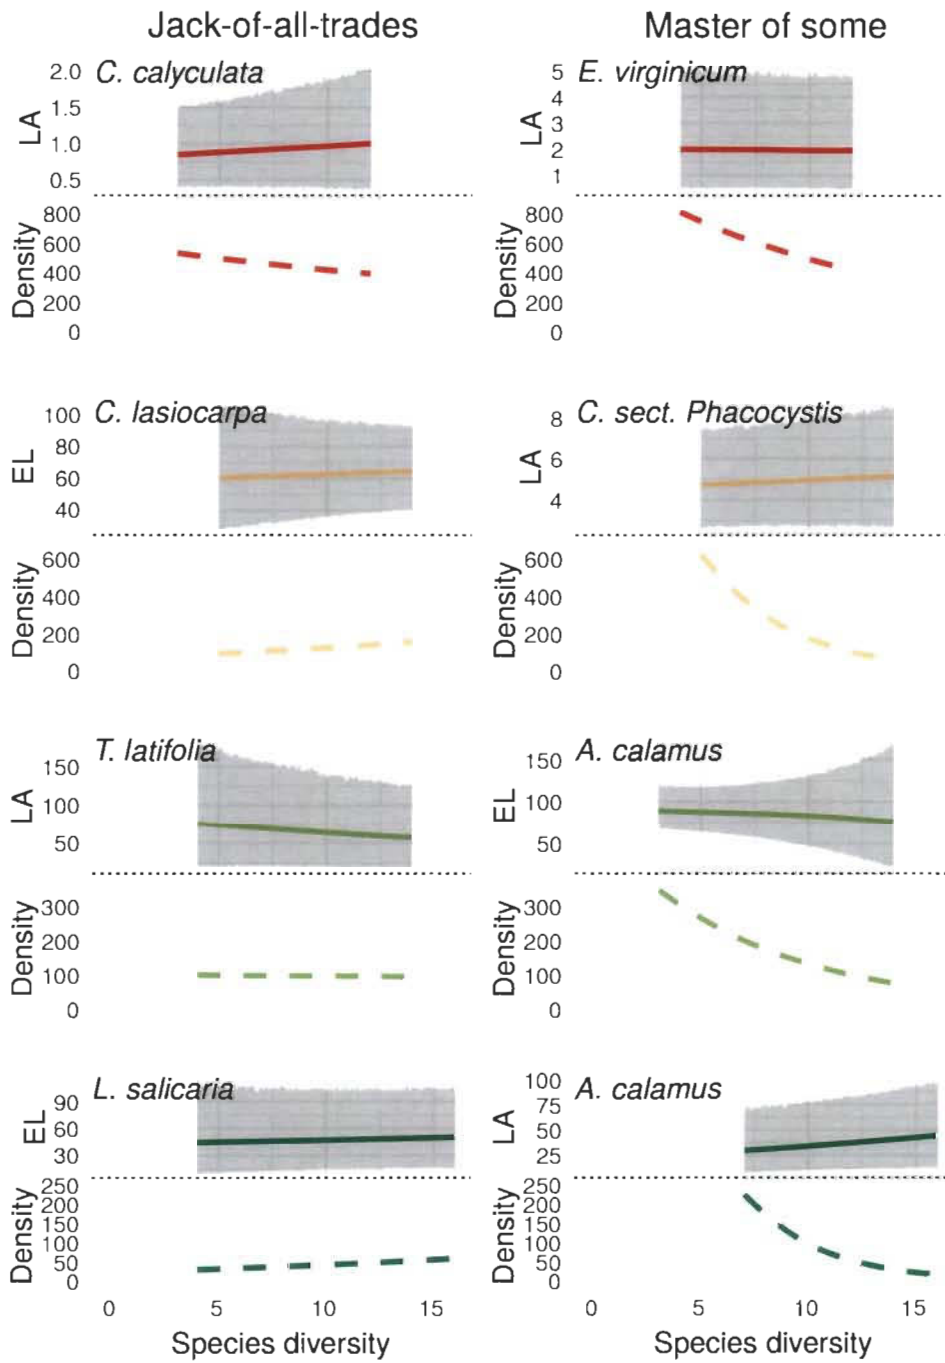 Jack-of-all-trades
Master of some
C. calyculata
LA
2.0
1.5
1.0
0.5
Density
800
600
400
200
0
E. virginicum
LA
5
4
3
2
1
Density
800
600
400
200
0
C. lasiocarpa
EL
100
80
60
40
Density
600
400
200
0
C. sect. Phacocystis
LA
8
6
4
Density
600
400
200
0
T. latifolia
LA
150
100
50
Density
300
200
100
0
A. calamus
EL
150
100
50
Density
300
200
100
0
L. salicaria
EL
90
60
30
Density
250
200
150
100
50
0
0 5 10 15
Species diversity
A. calamus
LA
100
75
50
25
Density
250
200
150
100
50
0
0 5 10 15
Species diversity